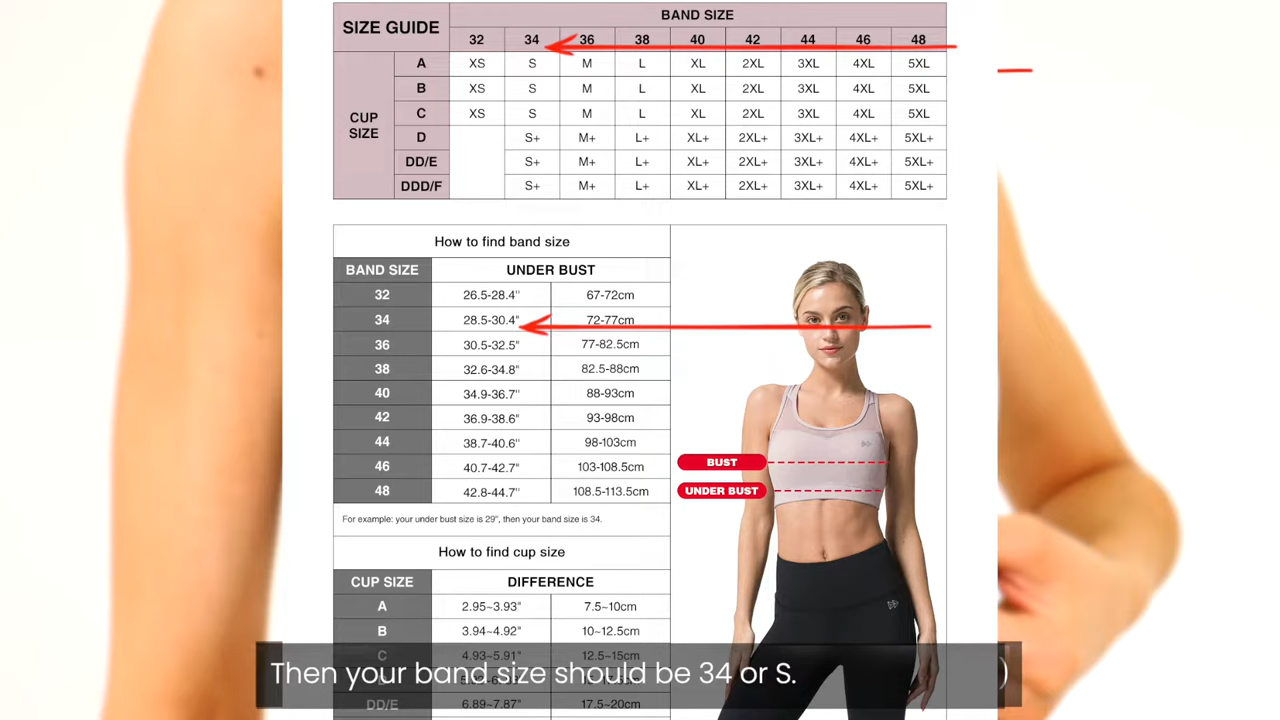 SIZE GUIDE
BAND SIZE
32 34 36 38 40 42 44 46 48
CUP SIZE
A XS S M L XL 2XL 3XL 4XL 5XL
B XS S M L XL 2XL 3XL 4XL 5XL
C XS S M L XL 2XL 3XL 4XL 5XL
D S+ M+ L+ XL+ 2XL+ 3XL+ 4XL+ 5XL+
DD/E S+ M+ L+ XL+ 2XL+ 3XL+ 4XL+ 5XL+
DDD/F S+ M+ L+ XL+ 2XL+ 3XL+ 4XL+ 5XL+
How to find band size
BAND SIZE UNDER BUST
32 26.5-28.4" 67-72cm
34 28.5-30.4" 72-77cm
36 30.5-32.5" 77-82.5cm
38 32.6-34.8" 82.5-88cm
40 34.9-36.7" 88-93cm
42 36.9-38.6" 93-98cm
44 38.7-40.6" 98-103cm
46 40.7-42.7" 103-108.5cm
48 42.8-44.7" 108.5-113.5cm
For example: your under bust size is 29", then your band size is 34.
How to find cup size
CUP SIZE DIFFERENCE
A 2.95~3.93" 7.5~10cm
B 3.94~4.92" 10~12.5cm
C 4.93~5.91" 12.5~15cm
DD/E 6.89~7.87" 17.5~20cm
BUST
UNDER BUST
Then your band size should be 34 or S.
)